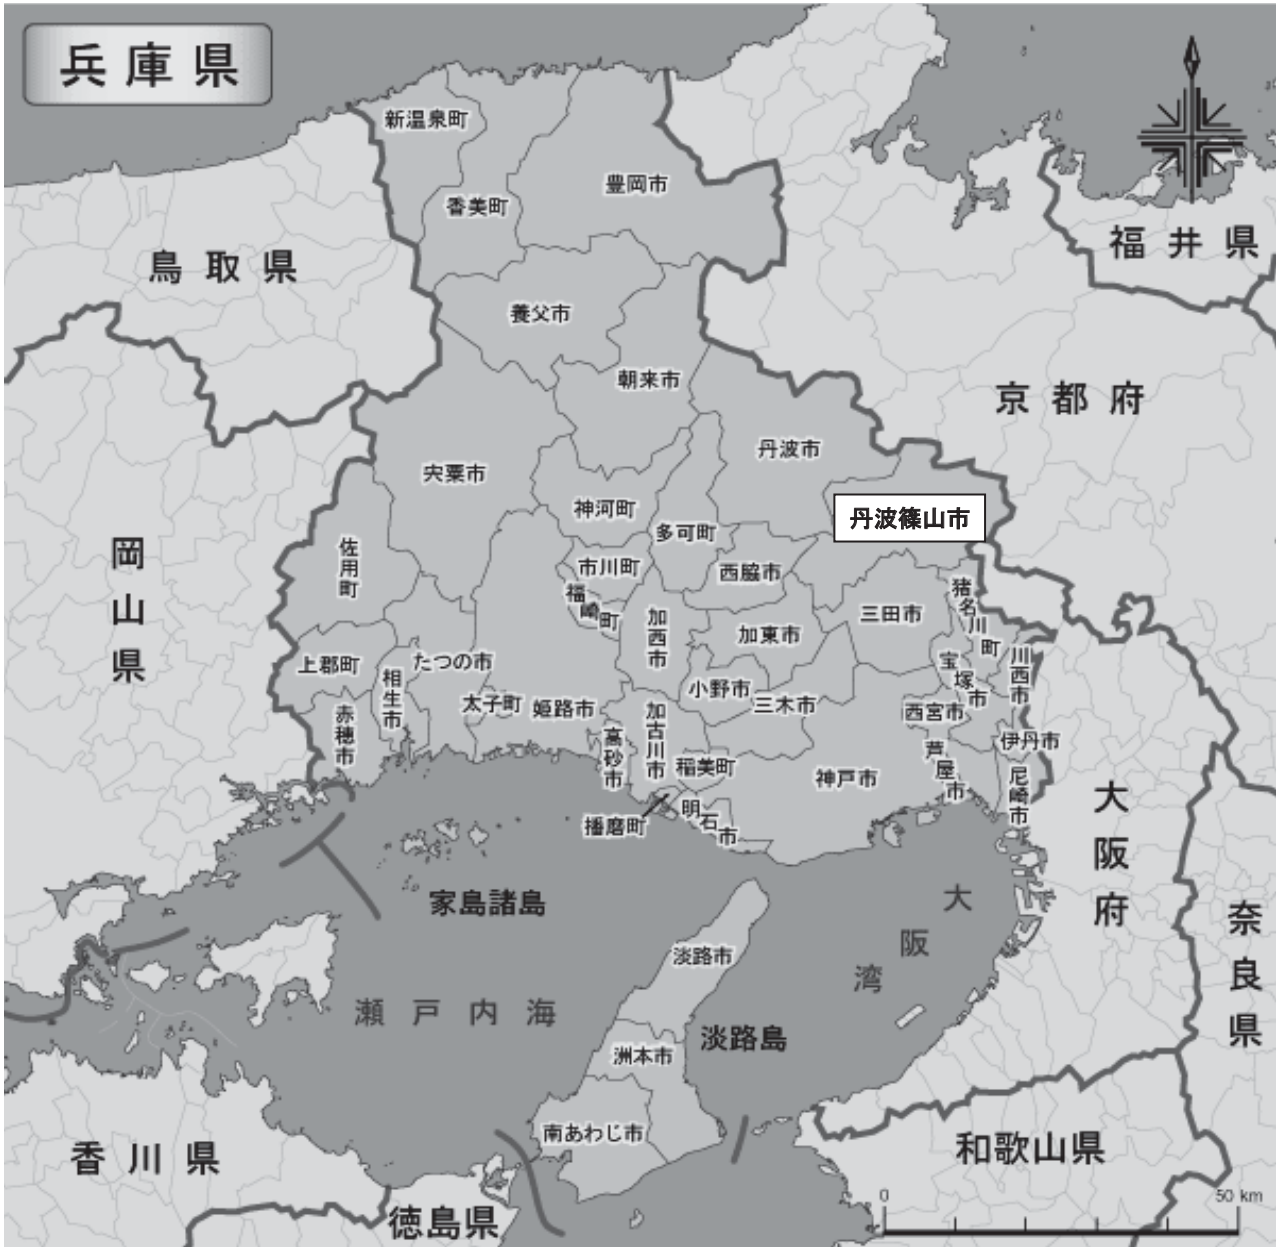 兵庫県
新温泉町
香美町
豊岡市
鳥取県
福井県
養父市
朝来市
京都府
丹波市
宍粟市
神河町
丹波篠山市
多可町
岡山県
佐用町
市川町
西脇市
福崎町
猪名川町
加西市
加東市
三田市
上郡町
たつの市
相生市
川西市
宝塚市
小野市
三木市
太子町
姫路市
西宮市
赤穂市
高砂市
加古川市
伊丹市
稲美町
神戸市
芦屋市
尼崎市
播磨町
明石市
大阪府
家島諸島
大阪湾
奈良県
淡路市
瀬戸内海
淡路島
洲本市
南あわじ市
香川県
和歌山県
徳島県
0
50 km